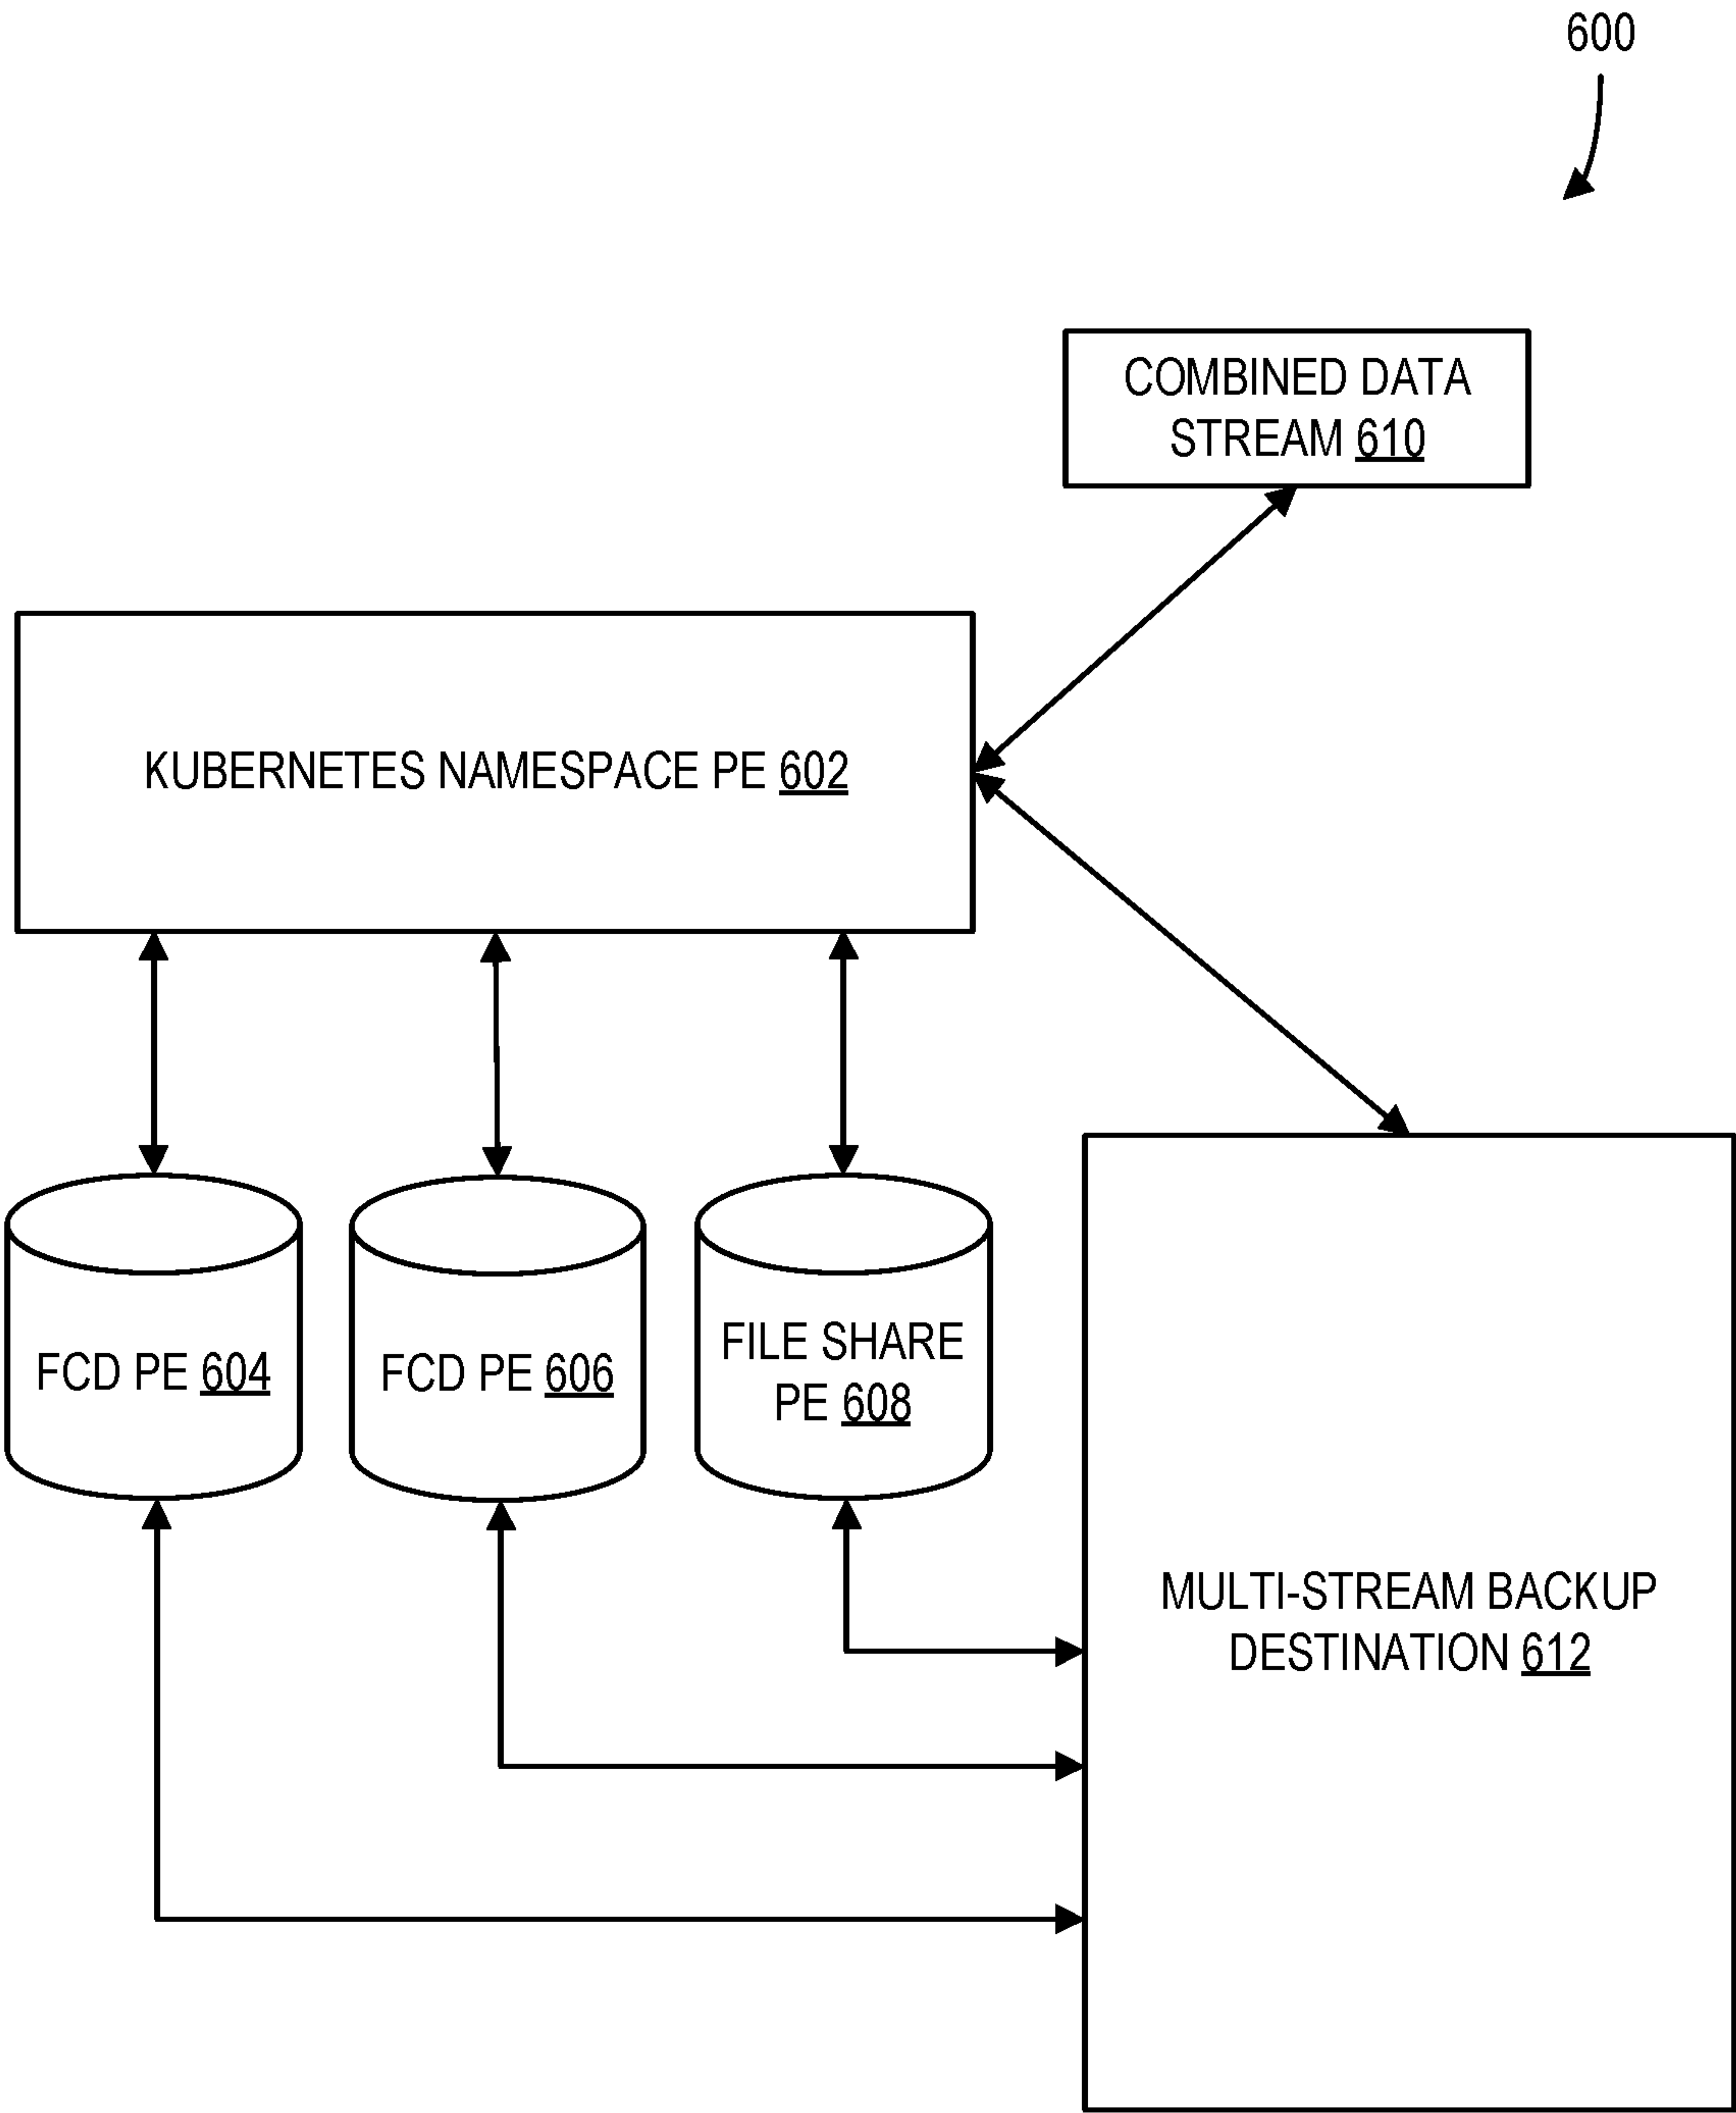 600
COMBINED DATA
STREAM 610
KUBERNETES NAMESPACE PE 602
FCD PE 604
FCD PE 606
FILE SHARE
PE 608
MULTI-STREAM BACKUP
DESTINATION 612